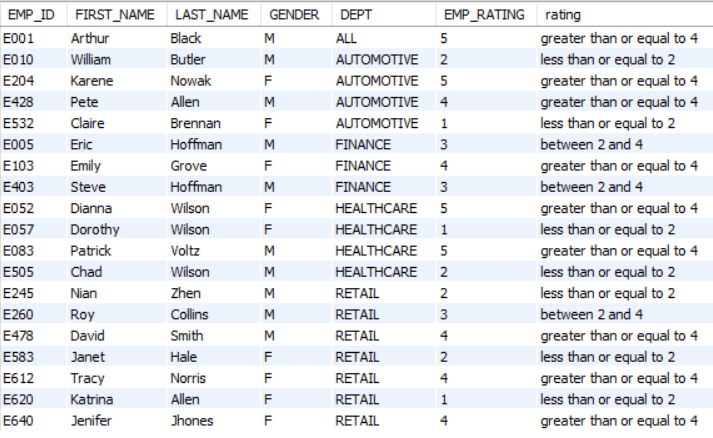 EMP_ID FIRST_NAME LAST_NAME GENDER DEPT EMP_RATING rating
E001 Arthur Black M ALL 5 greater than or equal to 4
E010 William Butler M AUTOMOTIVE 2 less than or equal to 2
E204 Karene Nowak F AUTOMOTIVE 5 greater than or equal to 4
E428 Pete Allen M AUTOMOTIVE 4 greater than or equal to 4
E532 Claire Brennan F AUTOMOTIVE 1 less than or equal to 2
E005 Eric Hoffman M FINANCE 3 between 2 and 4
E103 Emily Grove F FINANCE 4 greater than or equal to 4
E403 Steve Hoffman M FINANCE 3 between 2 and 4
E052 Dianna Wilson F HEALTHCARE 5 greater than or equal to 4
E057 Dorothy Wilson F HEALTHCARE 1 less than or equal to 2
E083 Patrick Voltz M HEALTHCARE 5 greater than or equal to 4
E505 Chad Wilson M HEALTHCARE 2 less than or equal to 2
E245 Nian Zhen M RETAIL 2 less than or equal to 2
E260 Roy Collins M RETAIL 3 between 2 and 4
E478 David Smith M RETAIL 4 greater than or equal to 4
E583 Janet Hale F RETAIL 2 less than or equal to 2
E612 Tracy Norris F RETAIL 4 greater than or equal to 4
E620 Katrina Allen F RETAIL 1 less than or equal to 2
E640 Jenifer Jhones F RETAIL 4 greater than or equal to 4